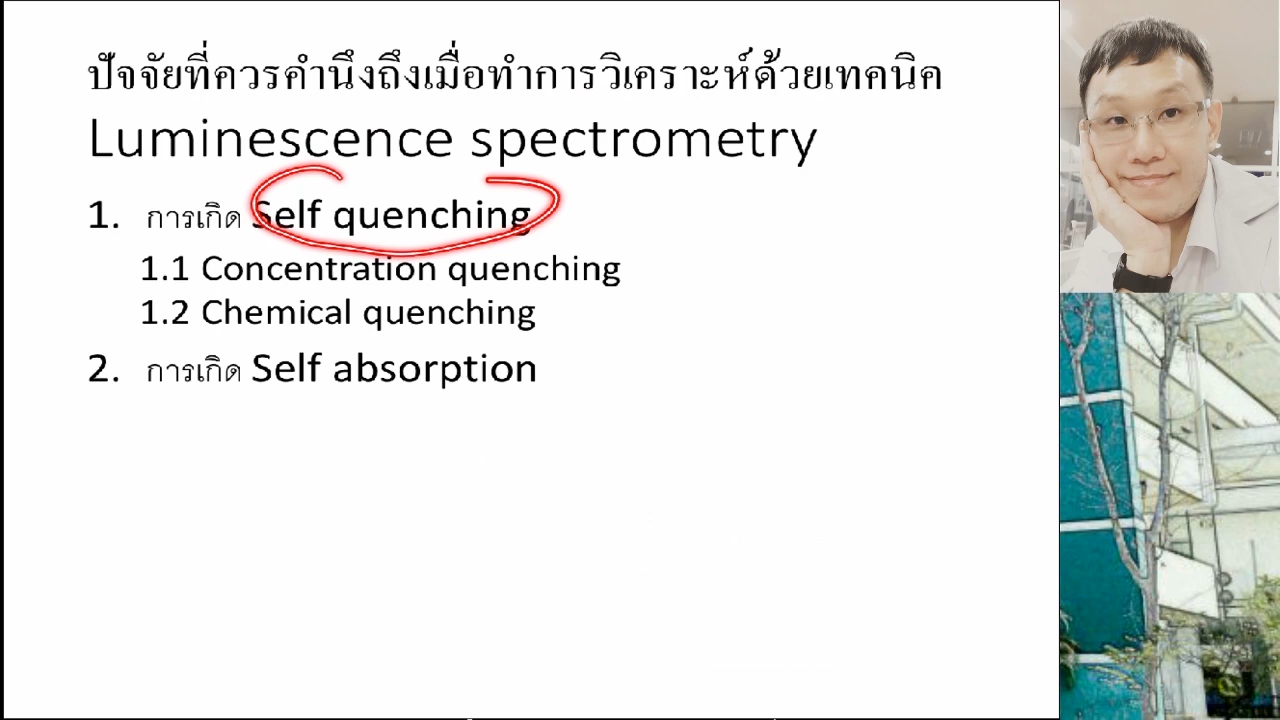 ปัจจัยที่ควรคำนึงถึงเมื่อทำการวิเคราะห์ด้วยเทคนิค
Luminescence spectrometry
1. การเกิด Self quenching
1.1 Concentration quenching
1.2 Chemical quenching
2. การเกิด Self absorption